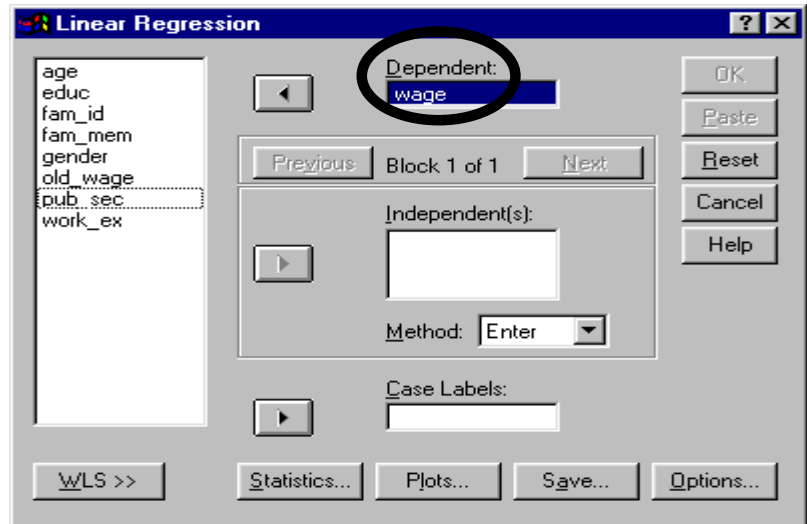 Linear Regression
age
educ
fam_id
fam_mem
gender
old_wage
pub_sec
work_ex
Dependent:
wage
Previous
Block 1 of 1
Next
Independent(s):
Method:
Enter
Case Labels:
OK
Paste
Reset
Cancel
Help
WLS >>
Statistics...
Plots...
Save...
Options...